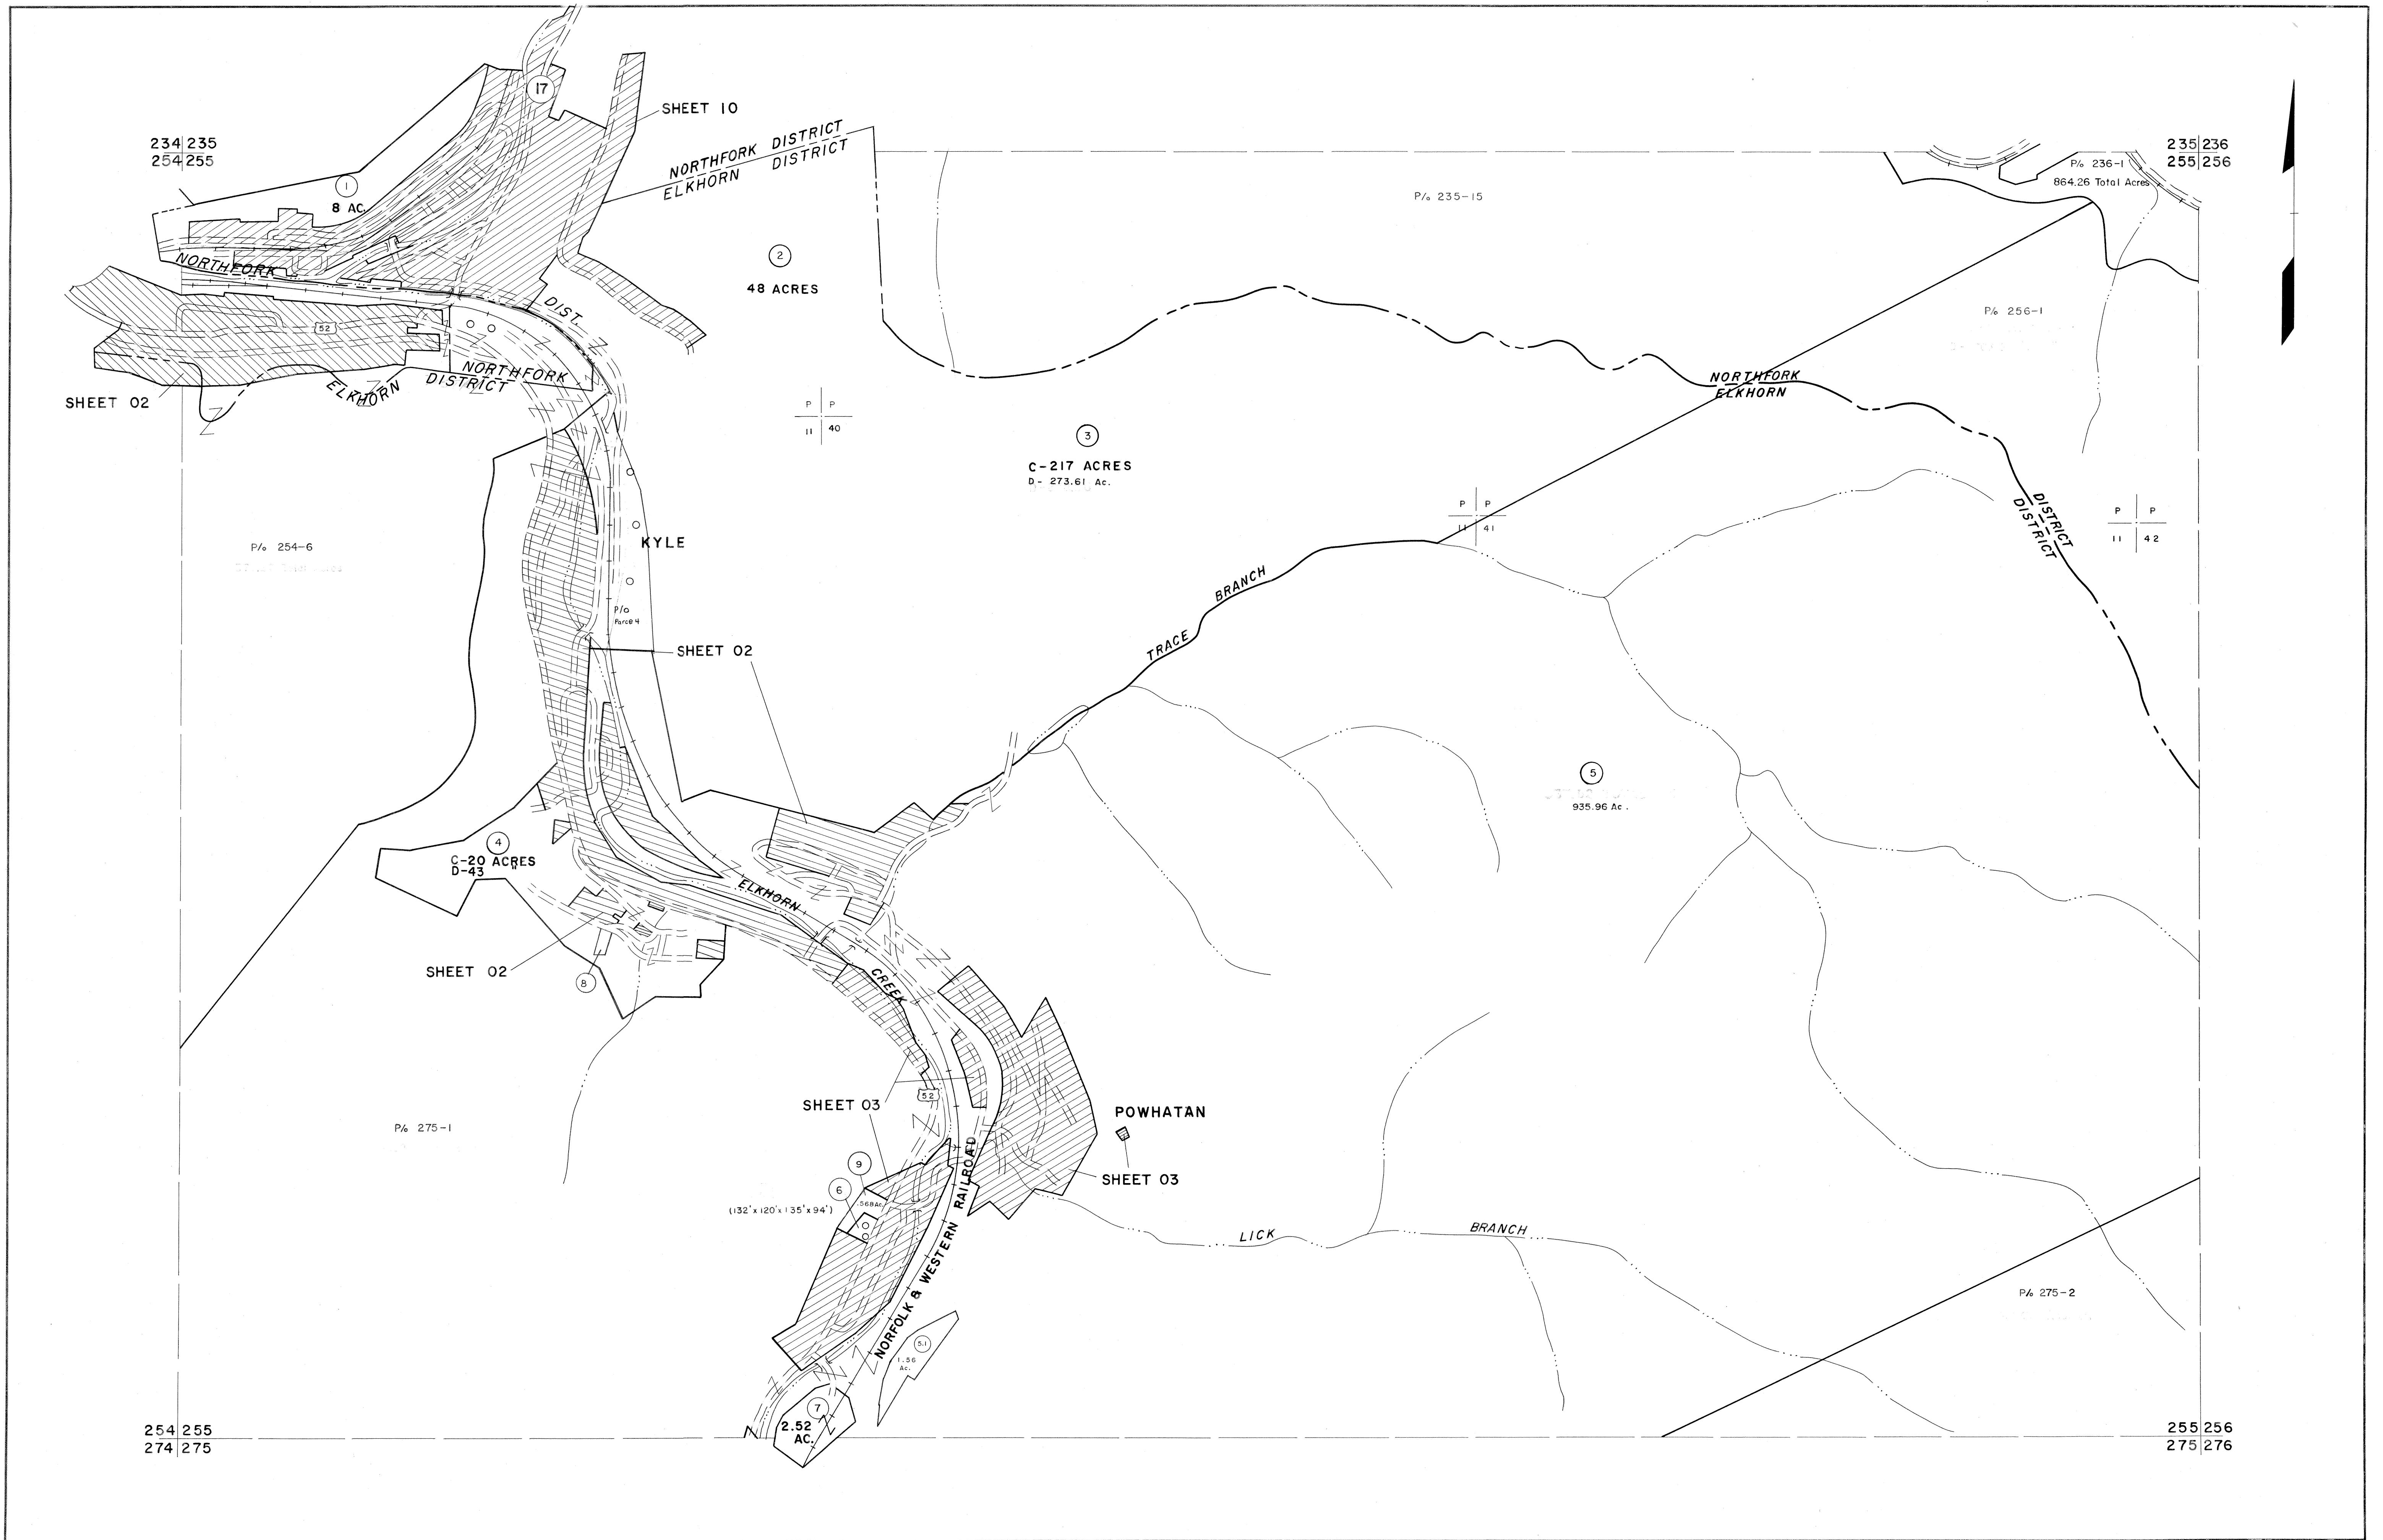 17
SHEET 10
234 235
254 255
NORTHFORK DISTRICT
ELKHORN DISTRICT
235 236
255 256
P/o 236-1
864.26 Total Acres
1
8 AC.
P/o 235-15
2
48 ACRES
NORTHFORK
DIST.
52
P/o 256-1
NORTHFORK
ELKHORN DISTRICT
SHEET 02
NORTHFORK
ELKHORN
P P
11 40
3
C-217 ACRES
D- 273.61 Ac.
P P
11 41
DISTRICT
DISTRICT
P P
11 42
P/o 254-6
KYLE
TRACE BRANCH
P/o
Parce 4
SHEET 02
5
935.96 Ac.
4
C-20 ACRES
D-43 "
ELKHORN CREEK
SHEET 02
8
52
SHEET 03
POWHATAN
SHEET 03
P/o 275-1
9
.568 Ac.
6
(132' x 120' x 135' x 94')
LICK BRANCH
NORFOLK & WESTERN RAILROAD
P/o 275-2
5.1
1.56
Ac.
7
2.52
AC.
254 255
274 275
255 256
275 276